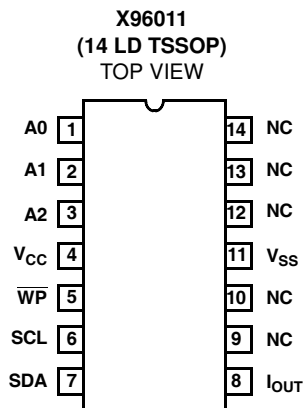 X96011
(14 LD TSSOP)
TOP VIEW
A0 1 14 NC
A1 2 13 NC
A2 3 12 NC
VCC 4 11 VSS
W̅P̅ 5 10 NC
SCL 6 9 NC
SDA 7 8 IOUT